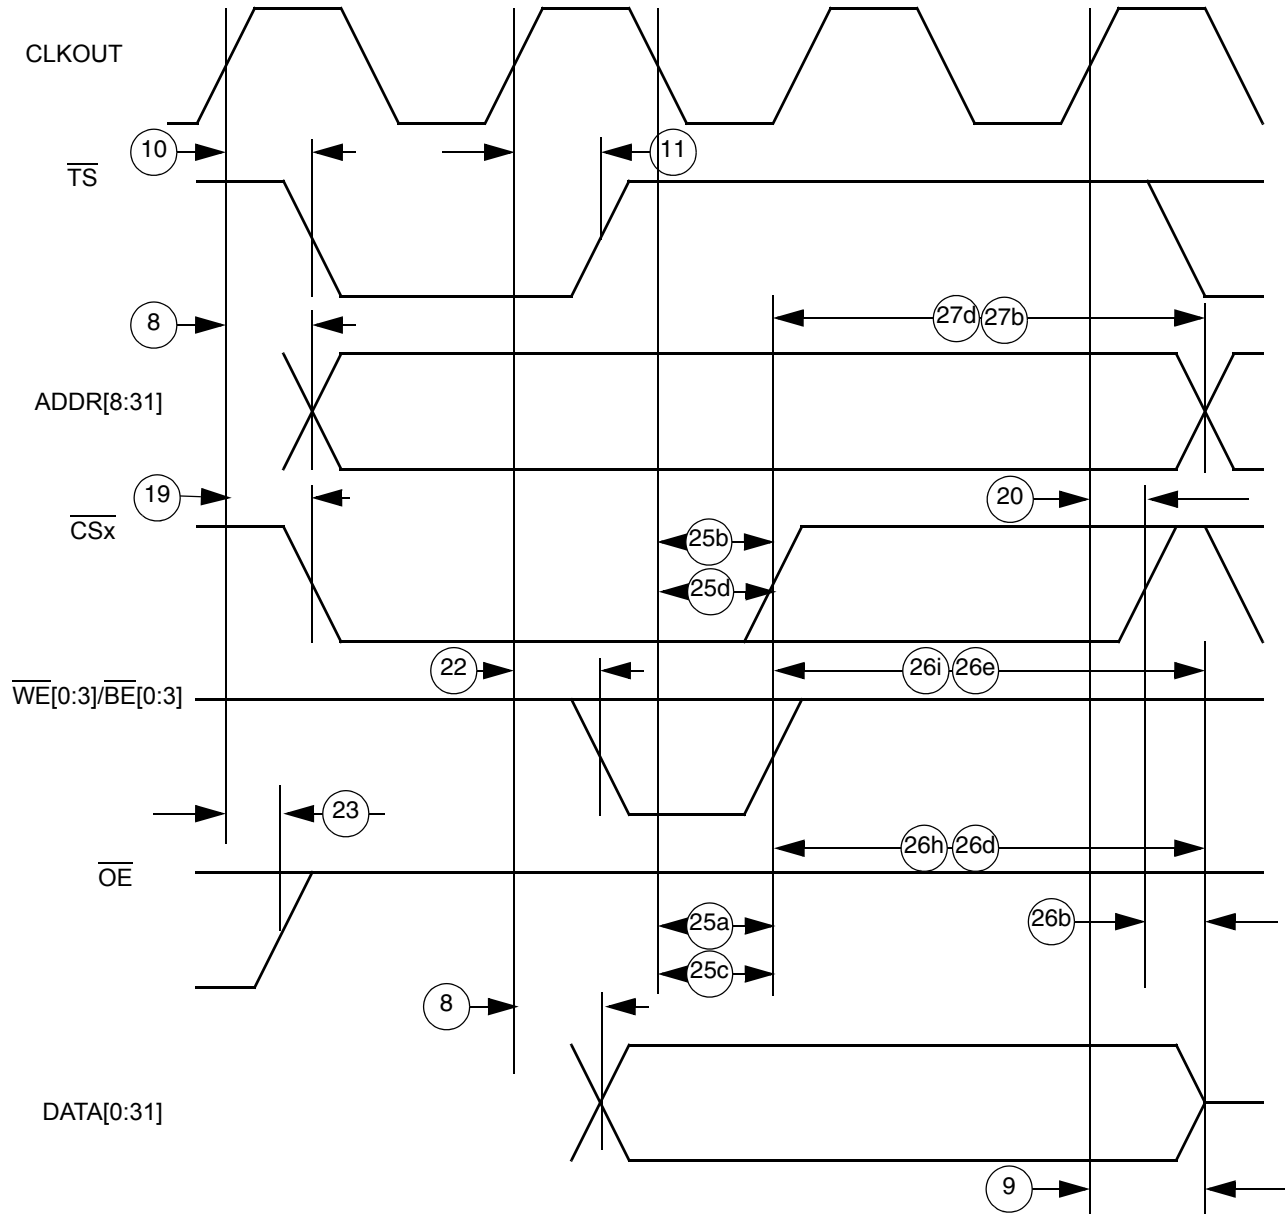 CLKOUT
10
11
TS
8
27d
27b
ADDR[8:31]
19
20
CSx
25b
25d
22
26i
26e
WE[0:3]/BE[0:3]
23
26h
26d
OE
25a
26b
25c
8
DATA[0:31]
9